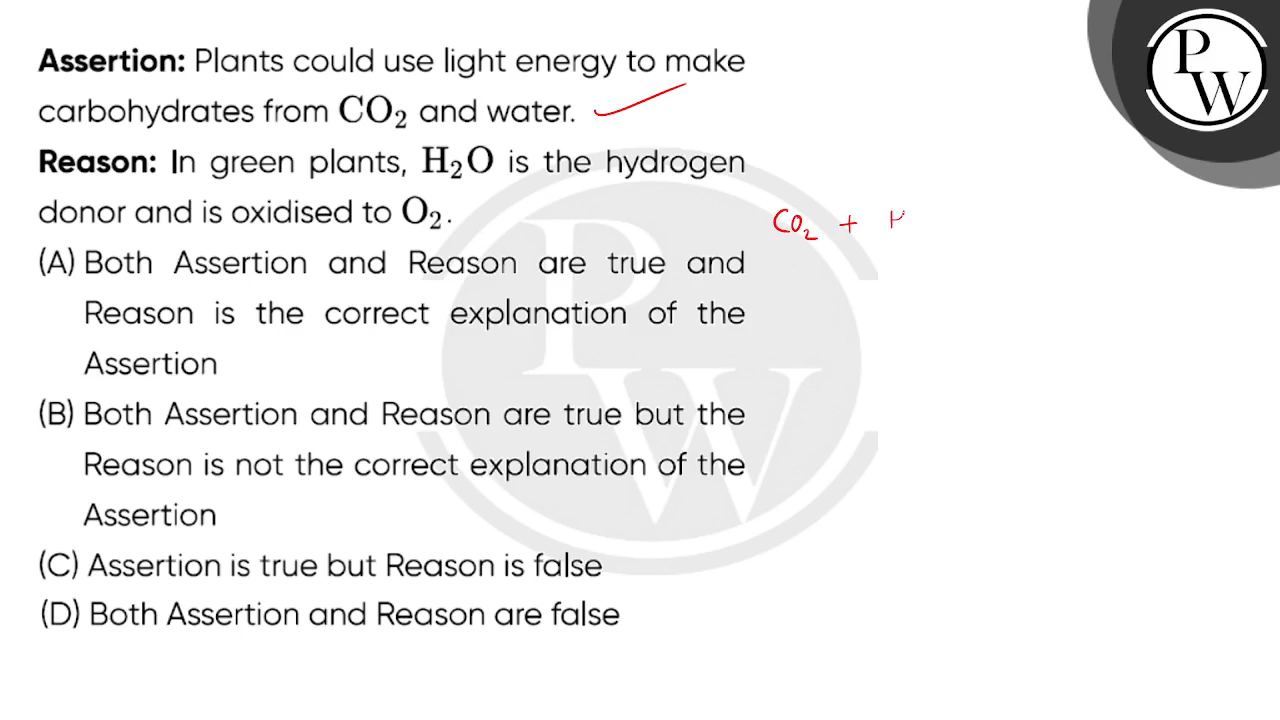 Assertion: Plants could use light energy to make
carbohydrates from CO₂ and water.
Reason: In green plants, H₂O is the hydrogen
donor and is oxidised to O₂.
CO₂ +
(A) Both Assertion and Reason are true and
Reason is the correct explanation of the
Assertion
(B) Both Assertion and Reason are true but the
Reason is not the correct explanation of the
Assertion
(C) Assertion is true but Reason is false
(D) Both Assertion and Reason are false
PW
PW